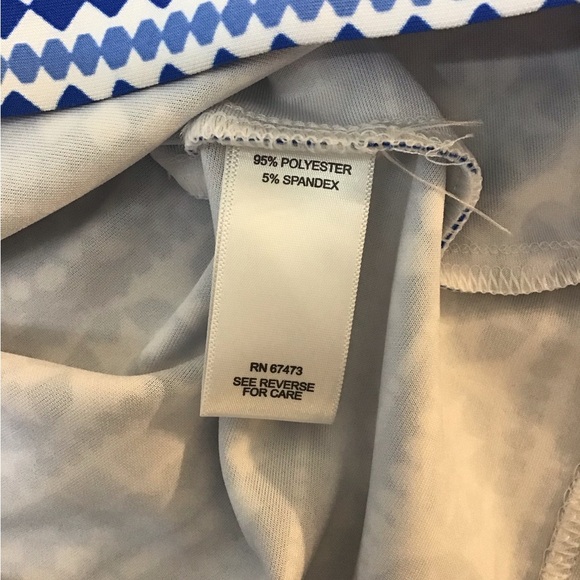 95% POLYESTER
5% SPANDEX
RN 67473
SEE REVERSE
FOR CARE